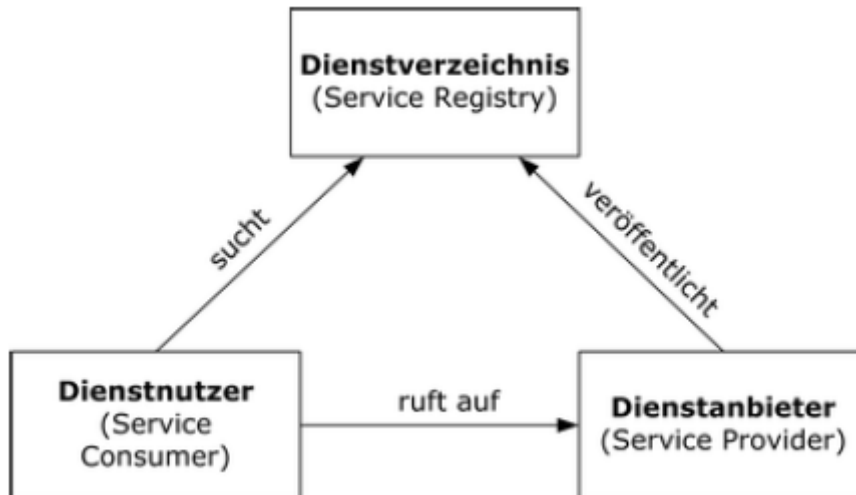 Dienstverzeichnis
(Service Registry)
sucht
veröffentlicht
Dienstnutzer
(Service
Consumer)
ruft auf
Dienstanbieter
(Service Provider)